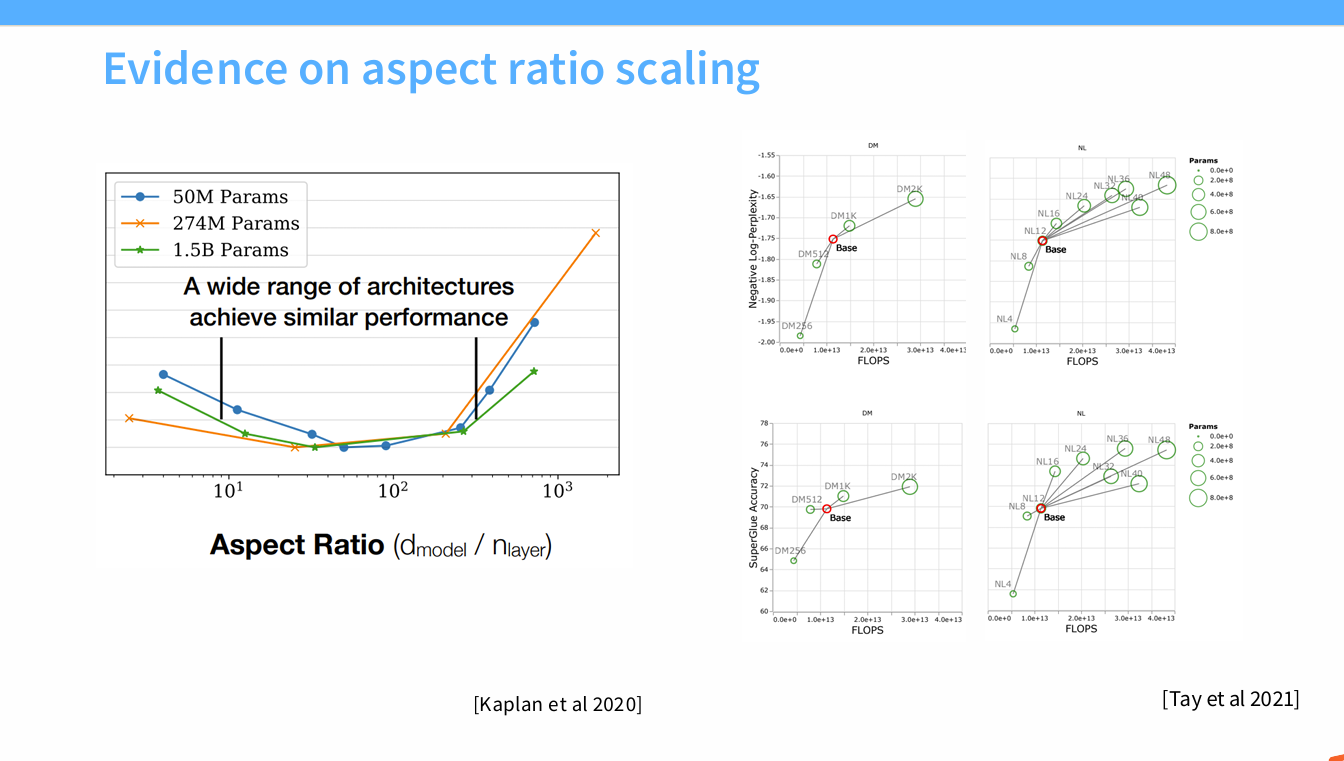 Evidence on aspect ratio scaling
50M Params
274M Params
1.5B Params
A wide range of architectures
achieve similar performance
10¹ 10² 10³
Aspect Ratio (d_model / n_layer)
[Kaplan et al 2020]
DM
Negative Log-Perplexity
-1.55
-1.60
-1.65
-1.70
-1.75
-1.80
-1.85
-1.90
-1.95
-2.00
DM2K
DM1K
Base
DM512
DM256
0.0e+0 1.0e+13 2.0e+13 3.0e+13 4.0e+13
FLOPS
NL
NL48
NL36
NL32
NL40
NL24
NL16
NL12
Base
NL8
NL4
0.0e+0 1.0e+13 2.0e+13 3.0e+13 4.0e+13
FLOPS
Params
0.0e+0
2.0e+8
4.0e+8
6.0e+8
8.0e+8
DM
SuperGlue Accuracy
78
76
74
72
70
68
66
64
62
60
DM2K
DM1K
DM512
Base
DM256
0.0e+0 1.0e+13 2.0e+13 3.0e+13 4.0e+13
FLOPS
NL
NL36
NL48
NL24
NL16
NL32
NL40
NL12
NL8
Base
NL4
0.0e+0 1.0e+13 2.0e+13 3.0e+13 4.0e+13
FLOPS
Params
0.0e+0
2.0e+8
4.0e+8
6.0e+8
8.0e+8
[Tay et al 2021]